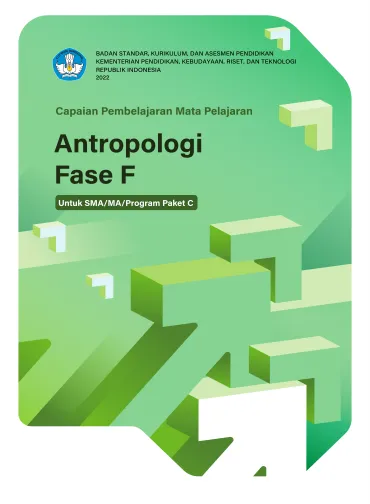 BADAN STANDAR, KURIKULUM, DAN ASESMEN PENDIDIKAN
KEMENTERIAN PENDIDIKAN, KEBUDAYAAN, RISET, DAN TEKNOLOGI
REPUBLIK INDONESIA
2022
Capaian Pembelajaran Mata Pelajaran
Antropologi
Fase F
Untuk SMA/MA/Program Paket C